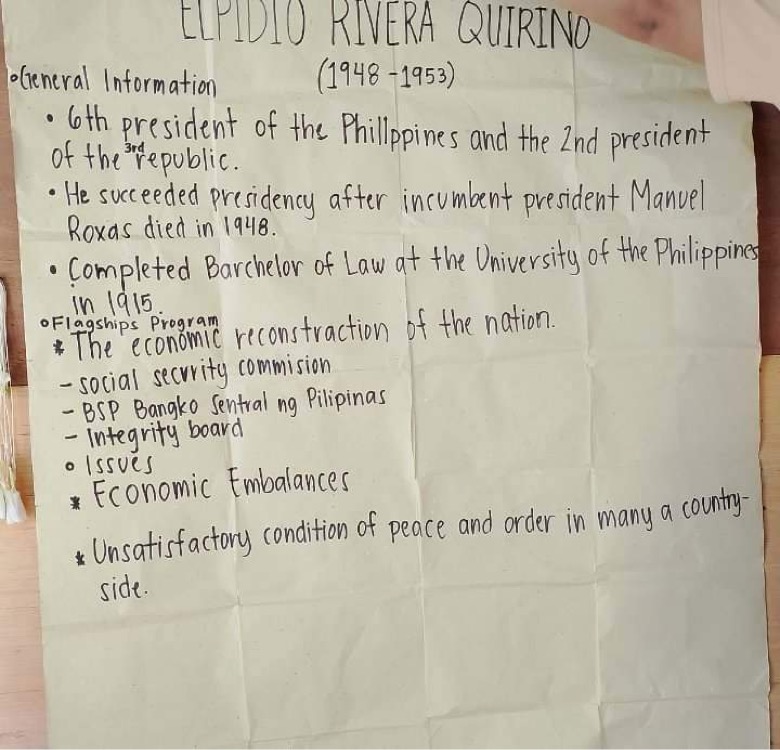 ELPIDIO RIVERA QUIRINO
(1948-1953)
○General Information
• 6th president of the Phillppines and the 2nd president
of the 3rd republic.
• He succeeded presidency after incumbent president Manuel
Roxas died in 1948.
• Completed Barchelor of Law at the University of the Philippines
in 1915.
○Flagships Program
* The economic reconstraction of the nation.
- social security commision
- BSP Bangko Sentral ng Pilipinas
- Integrity board
○ Issues
* Economic Embalances
* Unsatisfactory condition of peace and order in many a country-
side.